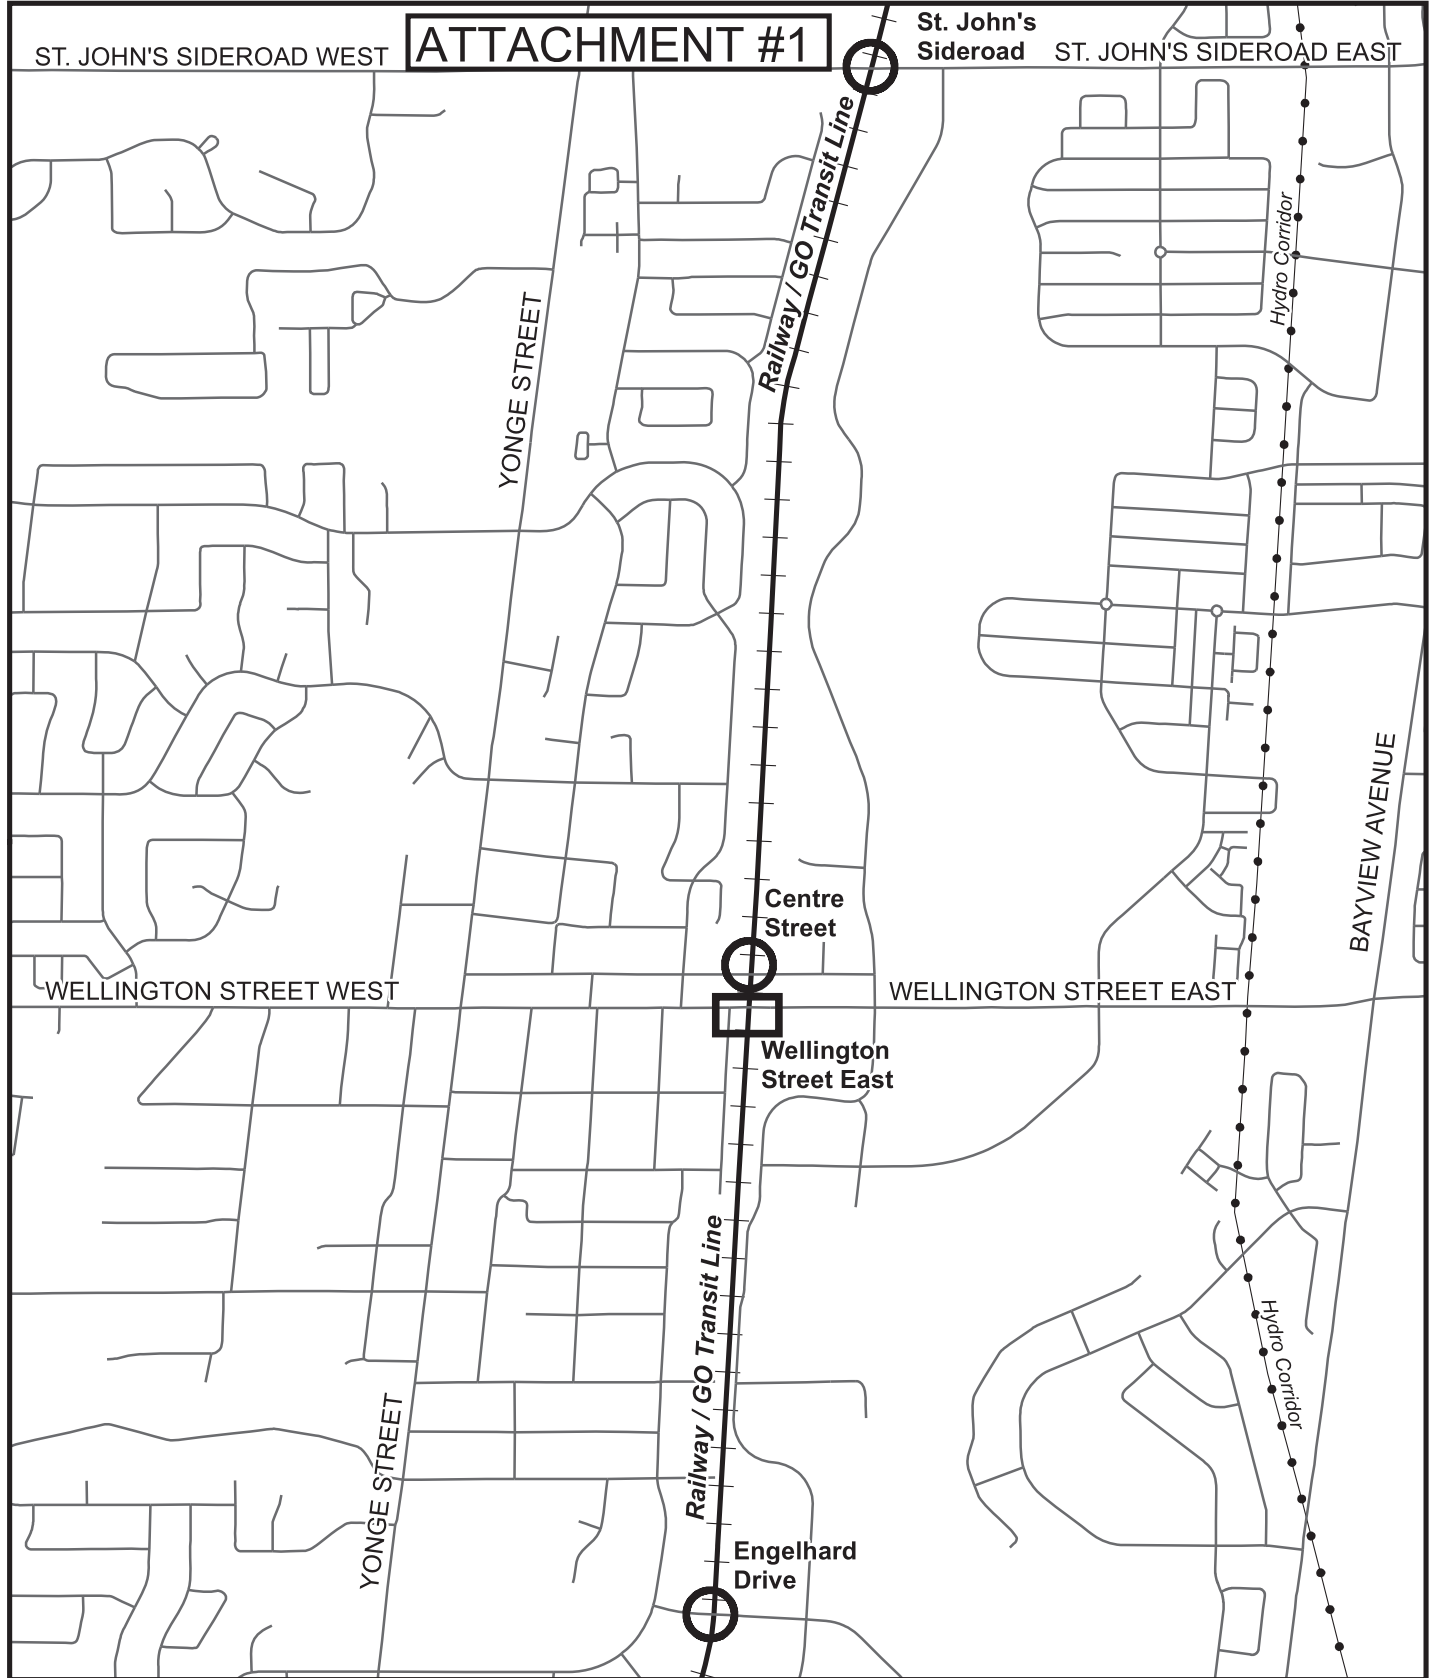 ATTACHMENT #1
St. John's
Sideroad
ST. JOHN'S SIDEROAD WEST
ST. JOHN'S SIDEROAD EAST
Railway / GO Transit Line
Hydro Corridor
YONGE STREET
BAYVIEW AVENUE
Centre
Street
WELLINGTON STREET WEST
WELLINGTON STREET EAST
Wellington
Street East
Railway / GO Transit Line
Hydro Corridor
YONGE STREET
Engelhard
Drive